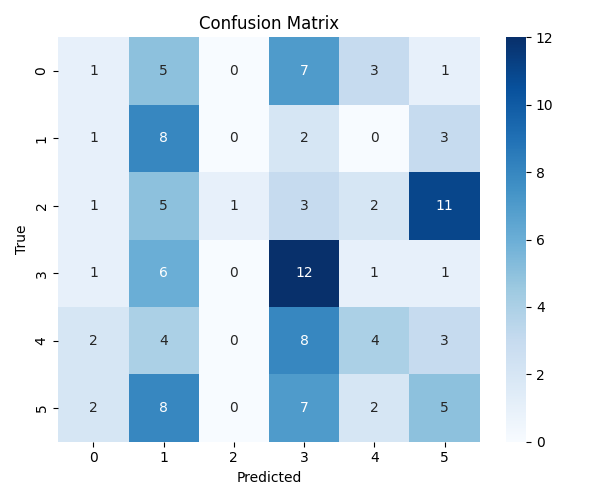 Confusion Matrix
True
0 1 5 0 7 3 1
1 1 8 0 2 0 3
2 1 5 1 3 2 11
3 1 6 0 12 1 1
4 2 4 0 8 4 3
5 2 8 0 7 2 5
0 1 2 3 4 5
Predicted
12
10
8
6
4
2
0